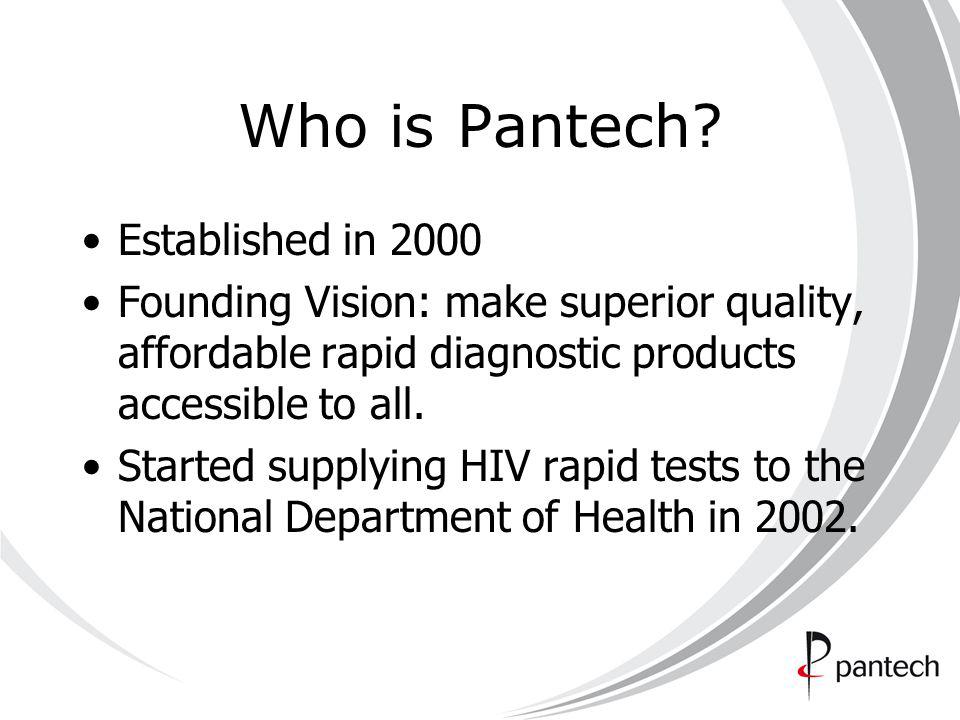 Who is Pantech?
• Established in 2000
• Founding Vision: make superior quality,
affordable rapid diagnostic products
accessible to all.
• Started supplying HIV rapid tests to the
National Department of Health in 2002.
pantech